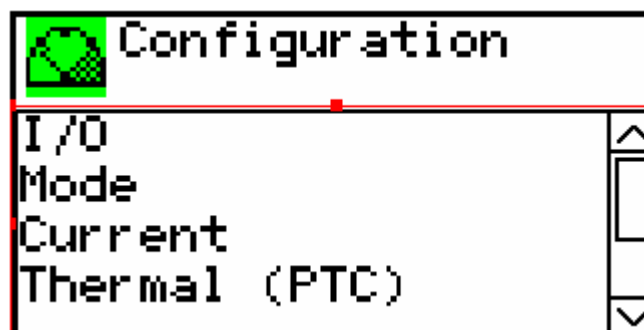 Configuration
I/O
Mode
Current
Thermal (PTC)